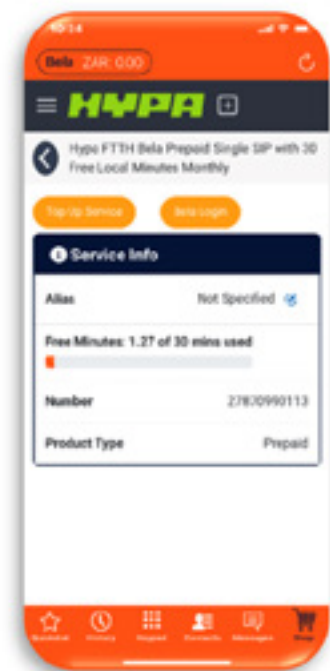 10:14
Bela ZAR: 0.00
HYPA
Hypa FTTH Bela Prepaid Single SIP with 30
Free Local Minutes Monthly
Top Up Service
Bela Login
Service Info
Alias
Not Specified
Free Minutes: 1.27 of 30 mins used
Number
27870990113
Product Type
Prepaid
History
Keypad
Contacts
Messages
Shop